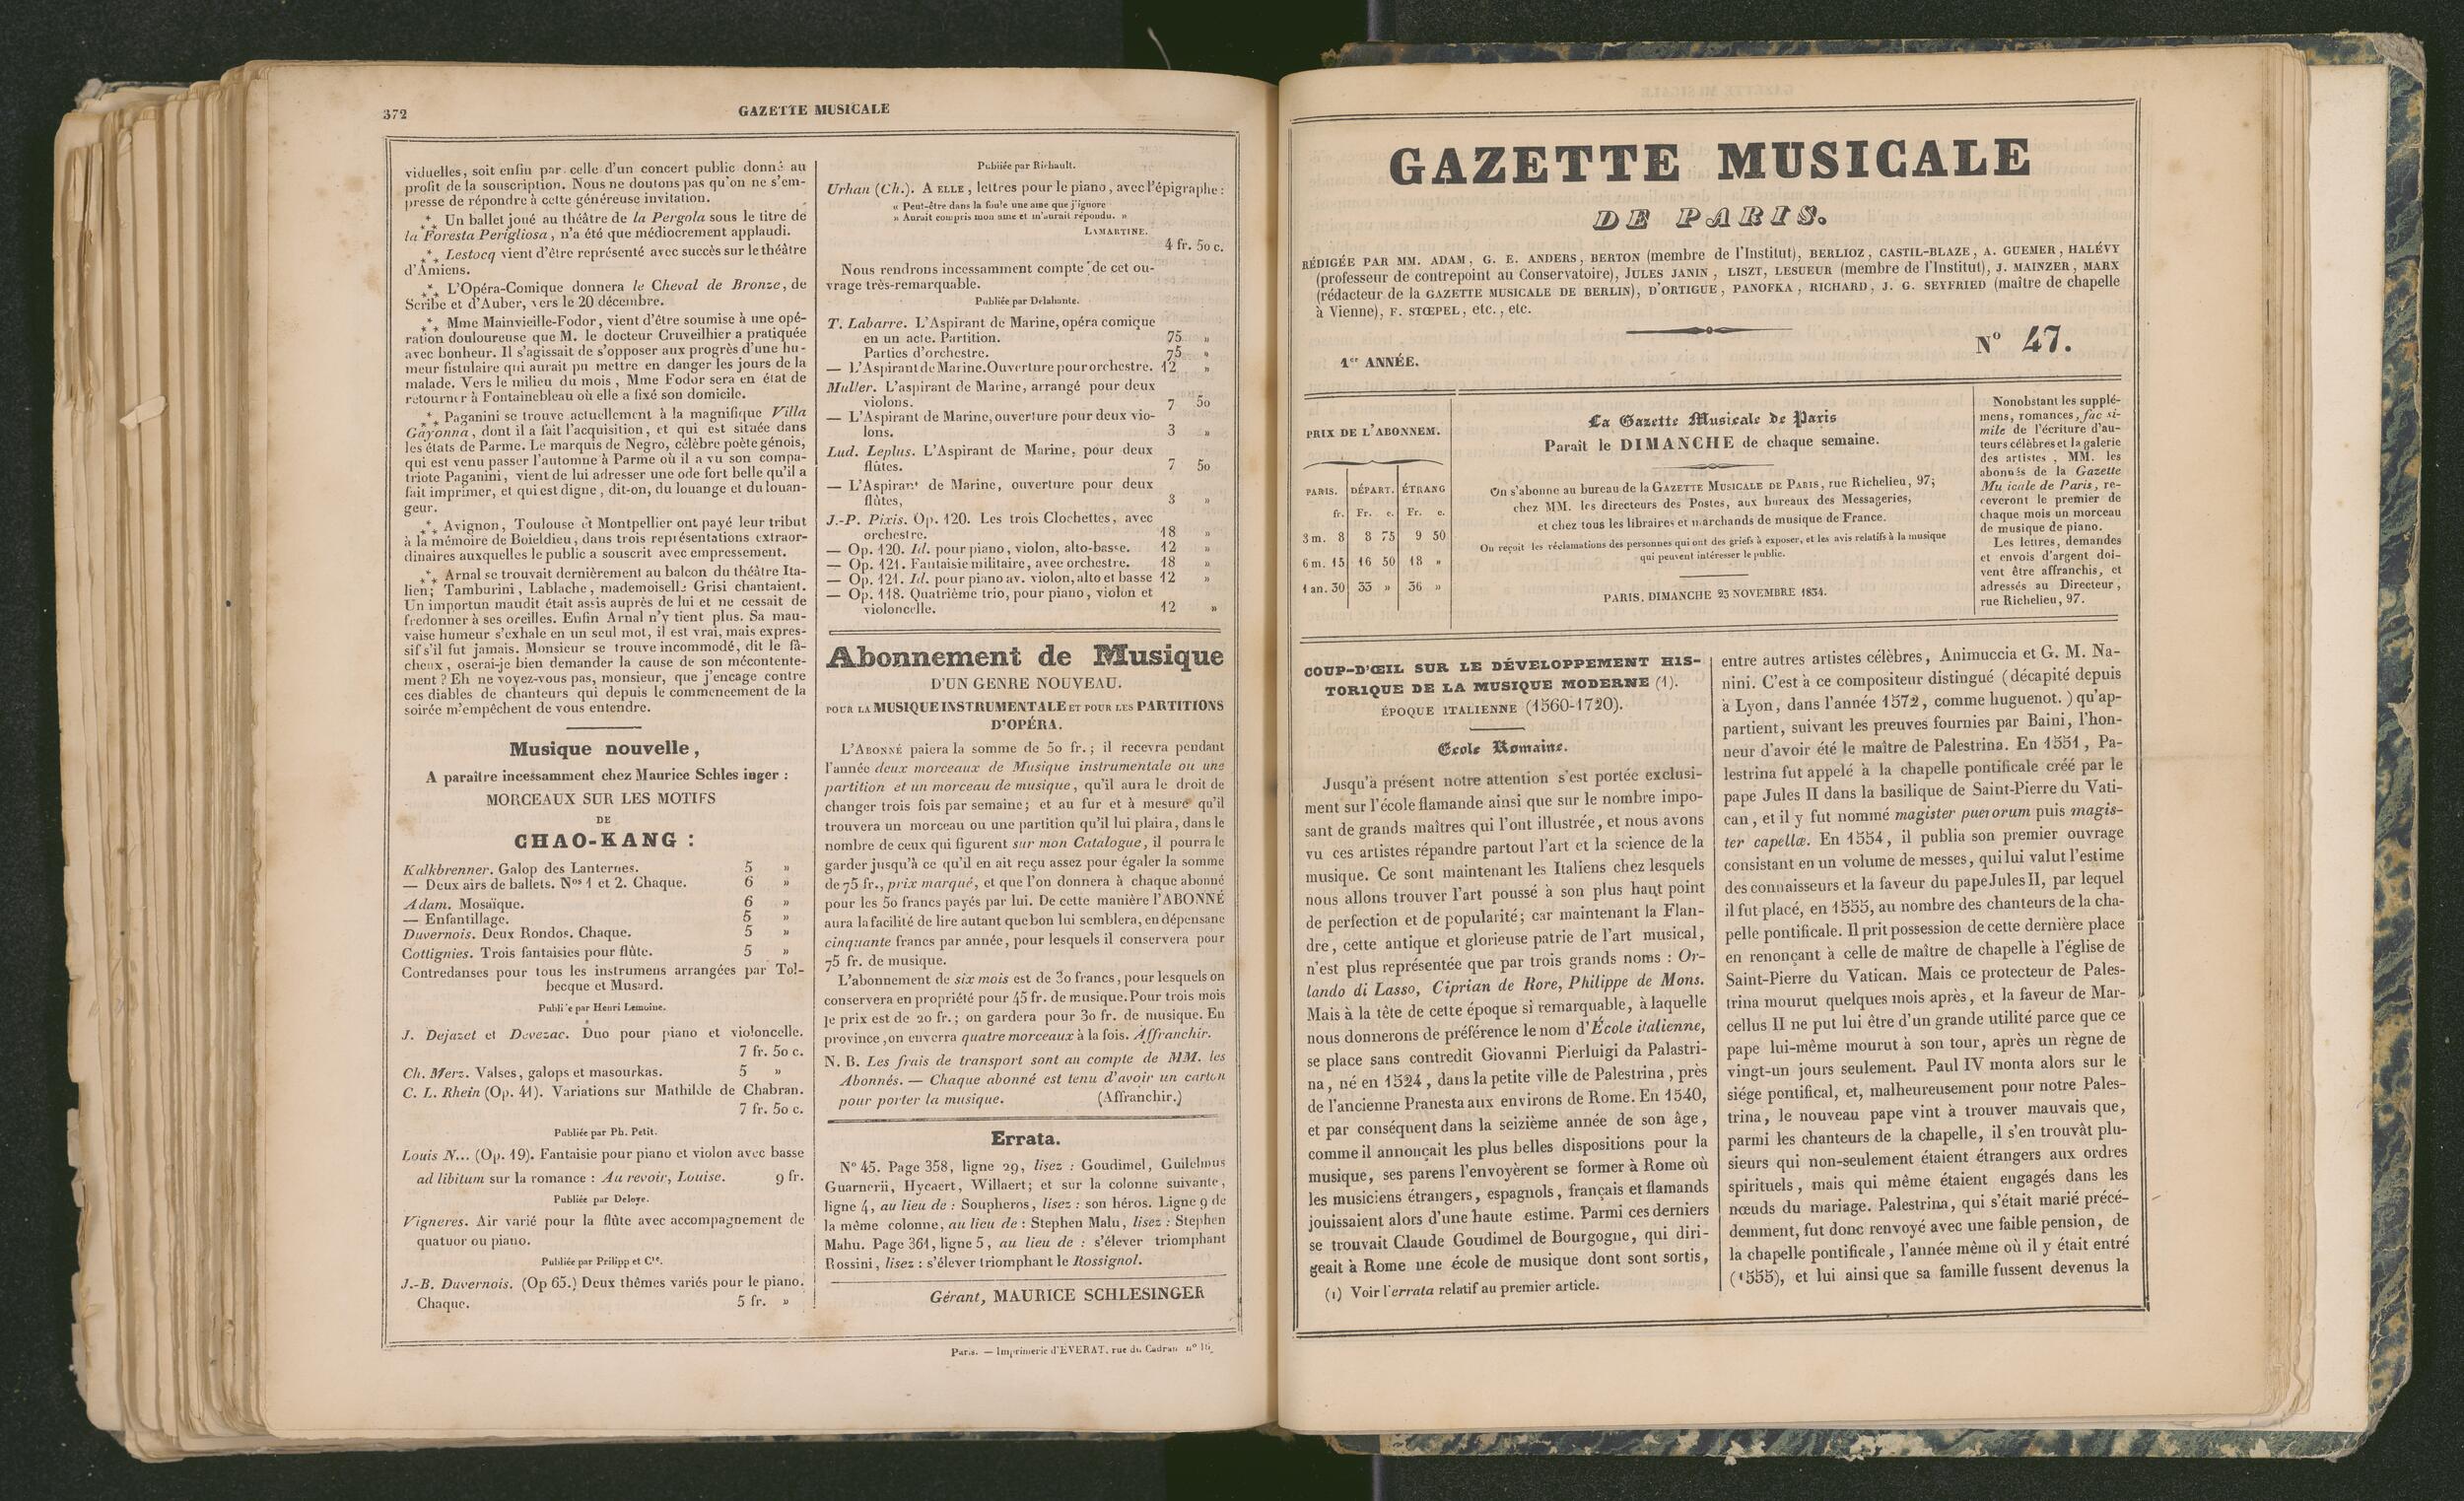 372
GAZETTE MUSICALE
viduelles, soit enfin par celle d'un concert public donné au
profit de la souscription. Nous ne doutons pas qu'on ne s'em-
presse de répondre à cette généreuse invitation.
*** Un ballet joué au théâtre de la Pergola sous le titre de
la Foresta Perigliosa, n'a été que médiocrement applaudi.
*** Lestocq vient d'être représenté avec succès sur le théâtre
d'Amiens.
*** L'Opéra-Comique donnera le Cheval de Bronze, de
Scribe et d'Auber, vers le 20 décembre.
*** Mme Mainvieille-Fodor, vient d'être soumise à une opé-
ration douloureuse que M. le docteur Cruveilhier a pratiquée
avec bonheur. Il s'agissait de s'opposer aux progrès d'une hu-
meur fistulaire qui aurait pu mettre en danger les jours de la
malade. Vers le milieu du mois, Mme Fodor sera en état de
retourner à Fontainebleau où elle a fixé son domicile.
*** Paganini se trouve actuellement à la magnifique Villa
Gayonna, dont il a fait l'acquisition, et qui est située dans
les états de Parme. Le marquis de Negro, célèbre poète génois,
qui est venu passer l'automne à Parme où il a vu son compa-
triote Paganini, vient de lui adresser une ode fort belle qu'il a
fait imprimer, et qui est digne, dit-on, du louange et du louan-
geur.
*** Avignon, Toulouse et Montpellier ont payé leur tribut
à la mémoire de Boieldieu, dans trois représentations extraor-
dinaires auxquelles le public a souscrit avec empressement.
*** Arnal se trouvait dernièrement au balcon du théâtre Ita-
lien; Tamburini, Lablache, mademoiselle Grisi chantaient.
Un importun maudit était assis auprès de lui et ne cessait de
fredonner à ses oreilles. Enfin Arnal n'y tient plus. Sa mau-
vaise humeur s'exhale en un seul mot, il est vrai, mais expres-
sif s'il fut jamais. Monsieur se trouve incommodé, dit le fâ-
cheux, oserai-je bien demander la cause de son mécontente-
ment? Eh ne voyez-vous pas, monsieur, que j'encage contre
ces diables de chanteurs qui depuis le commencement de la
soirée m'empêchent de vous entendre.
Musique nouvelle,
A paraître incessamment chez Maurice Schles inger :
MORCEAUX SUR LES MOTIFS
DE
CHAO-KANG :
Kalkbrenner. Galop des Lanternes. 5 »
— Deux airs de ballets. Nos 1 et 2. Chaque. 6 »
Adam. Mosaïque. 6 »
— Enfantillage. 5 »
Duvernois. Deux Rondos. Chaque. 5 »
Cottignies. Trois fantaisies pour flûte. 5 »
Contredanses pour tous les instrumens arrangées par Tol-
becque et Musard.
Publiée par Henri Lemoine.
J. Dejazet et Devezac. Duo pour piano et violoncelle.
7 fr. 50 c.
Ch. Merz. Valses, galops et masourkas. 5 »
C. L. Rhein (Op. 41). Variations sur Mathilde de Chabran.
7 fr. 50 c.
Publiée par Ph. Petit.
Louis N... (Op. 19). Fantaisie pour piano et violon avec basse
ad libitum sur la romance : Au revoir, Louise. 9 fr.
Publiée par Deloye.
Vigneres. Air varié pour la flûte avec accompagnement de
quatuor ou piano.
Publiée par Prilipp et Cie.
J.-B. Duvernois. (Op 65.) Deux thêmes variés pour le piano.
Chaque. 5 fr. »
Publiée par Richault.
Urhan (Ch.). A ELLE, lettres pour le piano, avec l'épigraphe :
« Peut-être dans la foule une ame que j'ignore
» Aurait compris mon ame et m'aurait répondu. »
LAMARTINE.
4 fr. 50 c.
Nous rendrons incessamment compte de cet ou-
vrage très-remarquable.
Publiée par Delahante.
T. Labarre. L'Aspirant de Marine, opéra comique
en un acte. Partition. 75 »
Parties d'orchestre. 75 »
— L'Aspirant de Marine. Ouverture pour orchestre. 12 »
Muller. L'aspirant de Marine, arrangé pour deux
violons. 7 50
— L'Aspirant de Marine, ouverture pour deux vio-
lons. 3 »
Lud. Leplus. L'Aspirant de Marine, pour deux
flûtes. 7 50
— L'Aspirant de Marine, ouverture pour deux
flûtes, 3 »
J.-P. Pixis. Op. 120. Les trois Clochettes, avec
orchestre. 18 »
— Op. 120. Id. pour piano, violon, alto-basse. 12 »
— Op. 121. Fantaisie militaire, avec orchestre. 18 »
— Op. 121. Id. pour piano av. violon, alto et basse 12 »
— Op. 118. Quatrième trio, pour piano, violon et
violoncelle. 12 »
Abonnement de Musique
D'UN GENRE NOUVEAU.
POUR LA MUSIQUE INSTRUMENTALE ET POUR LES PARTITIONS
D'OPÉRA.
L'ABONNÉ paiera la somme de 50 fr.; il recevra pendant
l'année deux morceaux de Musique instrumentale ou une
partition et un morceau de musique, qu'il aura le droit de
changer trois fois par semaine; et au fur et à mesure qu'il
trouvera un morceau ou une partition qu'il lui plaira, dans le
nombre de ceux qui figurent sur mon Catalogue, il pourra le
garder jusqu'à ce qu'il en ait reçu assez pour égaler la somme
de 75 fr., prix marqué, et que l'on donnera à chaque abonné
pour les 50 francs payés par lui. De cette manière l'ABONNÉ
aura la facilité de lire autant que bon lui semblera, en dépensant
cinquante francs par année, pour lesquels il conservera pour
75 fr. de musique.
L'abonnement de six mois est de 30 francs, pour lesquels on
conservera en propriété pour 45 fr. de musique. Pour trois mois
le prix est de 20 fr.; on gardera pour 30 fr. de musique. En
province, on enverra quatre morceaux à la fois. Affranchir.
N. B. Les frais de transport sont au compte de MM. les
Abonnés. — Chaque abonné est tenu d'avoir un carton
pour porter la musique. (Affranchir.)
Errata.
N° 45. Page 358, ligne 29, lisez : Goudimel, Guilelmus
Guarnerii, Hycaert, Willaert; et sur la colonne suivante,
ligne 4, au lieu de : Soupheros, lisez : son héros. Ligne 9 de
la même colonne, au lieu de : Stephen Malu, lisez : Stephen
Mahu. Page 361, ligne 5, au lieu de : s'élever triomphant
Rossini, lisez : s'élever triomphant le Rossignol.
Gérant, MAURICE SCHLESINGER
Paris. — Imprimerie d'ÉVERAT, rue du Cadran n° 16.
GAZETTE MUSICALE
DE PARIS.
RÉDIGÉE PAR MM. ADAM, G. E. ANDERS, BERTON (membre de l'Institut), BERLIOZ, CASTIL-BLAZE, A. GUEMER, HALÉVY
(professeur de contrepoint au Conservatoire), JULES JANIN, LISZT, LESUEUR (membre de l'Institut), J. MAINZER, MARX
(rédacteur de la GAZETTE MUSICALE DE BERLIN), D'ORTIGUE, PANOFKA, RICHARD, J. G. SEYFRIED (maître de chapelle
à Vienne), F. STŒPEL, etc., etc.
1re ANNÉE.
N° 47.
PRIX DE L'ABONNEM.
PARIS. DÉPART. ÉTRANG
fr. Fr. c. Fr. c.
3 m. 8 8 75 9 50
6 m. 15 16 50 18 »
1 an. 30 33 » 36 »
La Gazette Musicale de Paris
Paraît le DIMANCHE de chaque semaine.
On s'abonne au bureau de la GAZETTE MUSICALE DE PARIS, rue Richelieu, 97;
chez MM. les directeurs des Postes, aux bureaux des Messageries,
et chez tous les libraires et marchands de musique de France.
On reçoit les réclamations des personnes qui ont des griefs à exposer, et les avis relatifs à la musique
qui peuvent intéresser le public.
PARIS, DIMANCHE 23 NOVEMBRE 1834.
Nonobstant les supplé-
mens, romances, fac si-
mile de l'écriture d'au-
teurs célèbres et la galerie
des artistes, MM. les
abonnés de la Gazette
Mu icale de Paris, re-
cevront le premier de
chaque mois un morceau
de musique de piano.
Les lettres, demandes
et envois d'argent doi-
vent être affranchis, et
adressés au Directeur,
rue Richelieu, 97.
COUP-D'ŒIL SUR LE DÉVELOPPEMENT HIS-
TORIQUE DE LA MUSIQUE MODERNE (1).
ÉPOQUE ITALIENNE (1560-1720).
École Romaine.
Jusqu'à présent notre attention s'est portée exclusi-
ment sur l'école flamande ainsi que sur le nombre impo-
sant de grands maîtres qui l'ont illustrée, et nous avons
vu ces artistes répandre partout l'art et la science de la
musique. Ce sont maintenant les Italiens chez lesquels
nous allons trouver l'art poussé à son plus haut point
de perfection et de popularité; car maintenant la Flan-
dre, cette antique et glorieuse patrie de l'art musical,
n'est plus représentée que par trois grands noms : Or-
lando di Lasso, Ciprian de Rore, Philippe de Mons.
Mais à la tête de cette époque si remarquable, à laquelle
nous donnerons de préférence le nom d'École italienne,
se place sans contredit Giovanni Pierluigi da Palastri-
na, né en 1524, dans la petite ville de Palestrina, près
de l'ancienne Pranesta aux environs de Rome. En 1540,
et par conséquent dans la seizième année de son âge,
comme il annonçait les plus belles dispositions pour la
musique, ses parens l'envoyèrent se former à Rome où
les musiciens étrangers, espagnols, français et flamands
jouissaient alors d'une haute estime. Parmi ces derniers
se trouvait Claude Goudimel de Bourgogne, qui diri-
geait à Rome une école de musique dont sont sortis,
(1) Voir l'errata relatif au premier article.
entre autres artistes célèbres, Animuccia et G. M. Na-
nini. C'est à ce compositeur distingué (décapité depuis
à Lyon, dans l'année 1572, comme huguenot.) qu'ap-
partient, suivant les preuves fournies par Baini, l'hon-
neur d'avoir été le maître de Palestrina. En 1551, Pa-
lestrina fut appelé à la chapelle pontificale créé par le
pape Jules II dans la basilique de Saint-Pierre du Vati-
can, et il y fut nommé magister puerorum puis magis-
ter capellæ. En 1554, il publia son premier ouvrage
consistant en un volume de messes, qui lui valut l'estime
des connaisseurs et la faveur du pape Jules II, par lequel
il fut placé, en 1555, au nombre des chanteurs de la cha-
pelle pontificale. Il prit possession de cette dernière place
en renonçant à celle de maître de chapelle à l'église de
Saint-Pierre du Vatican. Mais ce protecteur de Pales-
trina mourut quelques mois après, et la faveur de Mar-
cellus II ne put lui être d'un grande utilité parce que ce
pape lui-même mourut à son tour, après un règne de
vingt-un jours seulement. Paul IV monta alors sur le
siége pontifical, et, malheureusement pour notre Pales-
trina, le nouveau pape vint à trouver mauvais que,
parmi les chanteurs de la chapelle, il s'en trouvât plu-
sieurs qui non-seulement étaient étrangers aux ordres
spirituels, mais qui même étaient engagés dans les
nœuds du mariage. Palestrina, qui s'était marié précé-
demment, fut donc renvoyé avec une faible pension, de
la chapelle pontificale, l'année même où il y était entré
(1555), et lui ainsi que sa famille fussent devenus la